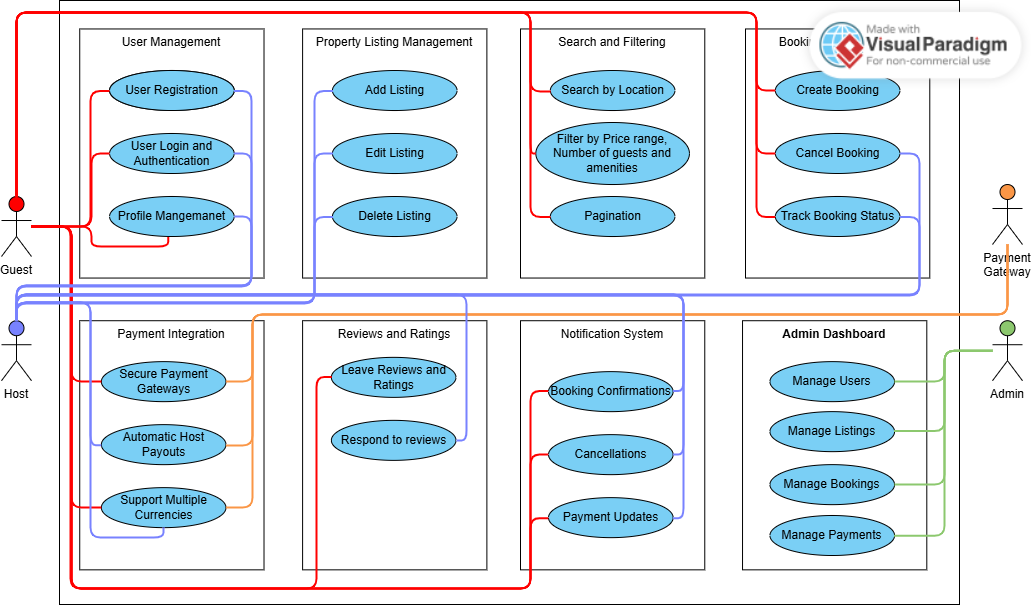 User Management
User Registration
User Login and
Authentication
Profile Mangemanet
Property Listing Management
Add Listing
Edit Listing
Delete Listing
Search and Filtering
Search by Location
Filter by Price range,
Number of guests and
amenities
Pagination
Create Booking
Cancel Booking
Track Booking Status
Made with
Visual Paradigm
For non-commercial use
Guest
Host
Payment
Gateway
Admin
Payment Integration
Secure Payment
Gateways
Automatic Host
Payouts
Support Multiple
Currencies
Reviews and Ratings
Leave Reviews and
Ratings
Respond to reviews
Notification System
Booking Confirmations
Cancellations
Payment Updates
Admin Dashboard
Manage Users
Manage Listings
Manage Bookings
Manage Payments